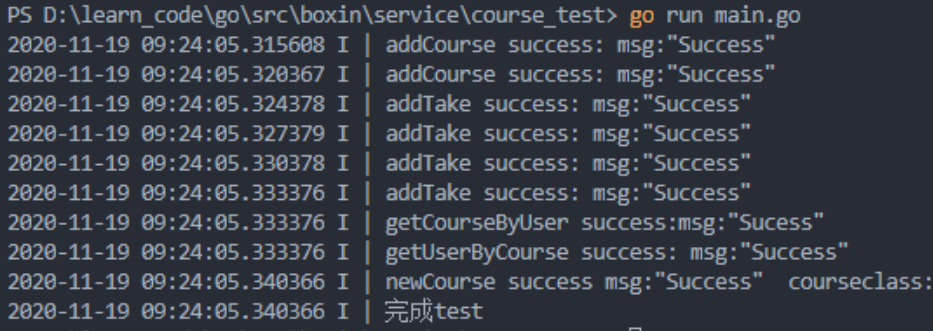 PS D:\learn_code\go\src\boxin\service\course_test> go run main.go
2020-11-19 09:24:05.315608 I | addCourse success: msg:"Success"
2020-11-19 09:24:05.320367 I | addCourse success: msg:"Success"
2020-11-19 09:24:05.324378 I | addTake success: msg:"Success"
2020-11-19 09:24:05.327379 I | addTake success: msg:"Success"
2020-11-19 09:24:05.330378 I | addTake success: msg:"Success"
2020-11-19 09:24:05.333376 I | addTake success: msg:"Success"
2020-11-19 09:24:05.333376 I | getCourseByUser success:msg:"Sucess"
2020-11-19 09:24:05.333376 I | getUserByCourse success: msg:"Success"
2020-11-19 09:24:05.340366 I | newCourse success msg:"Success"  courseclass:
2020-11-19 09:24:05.340366 I | 完成test